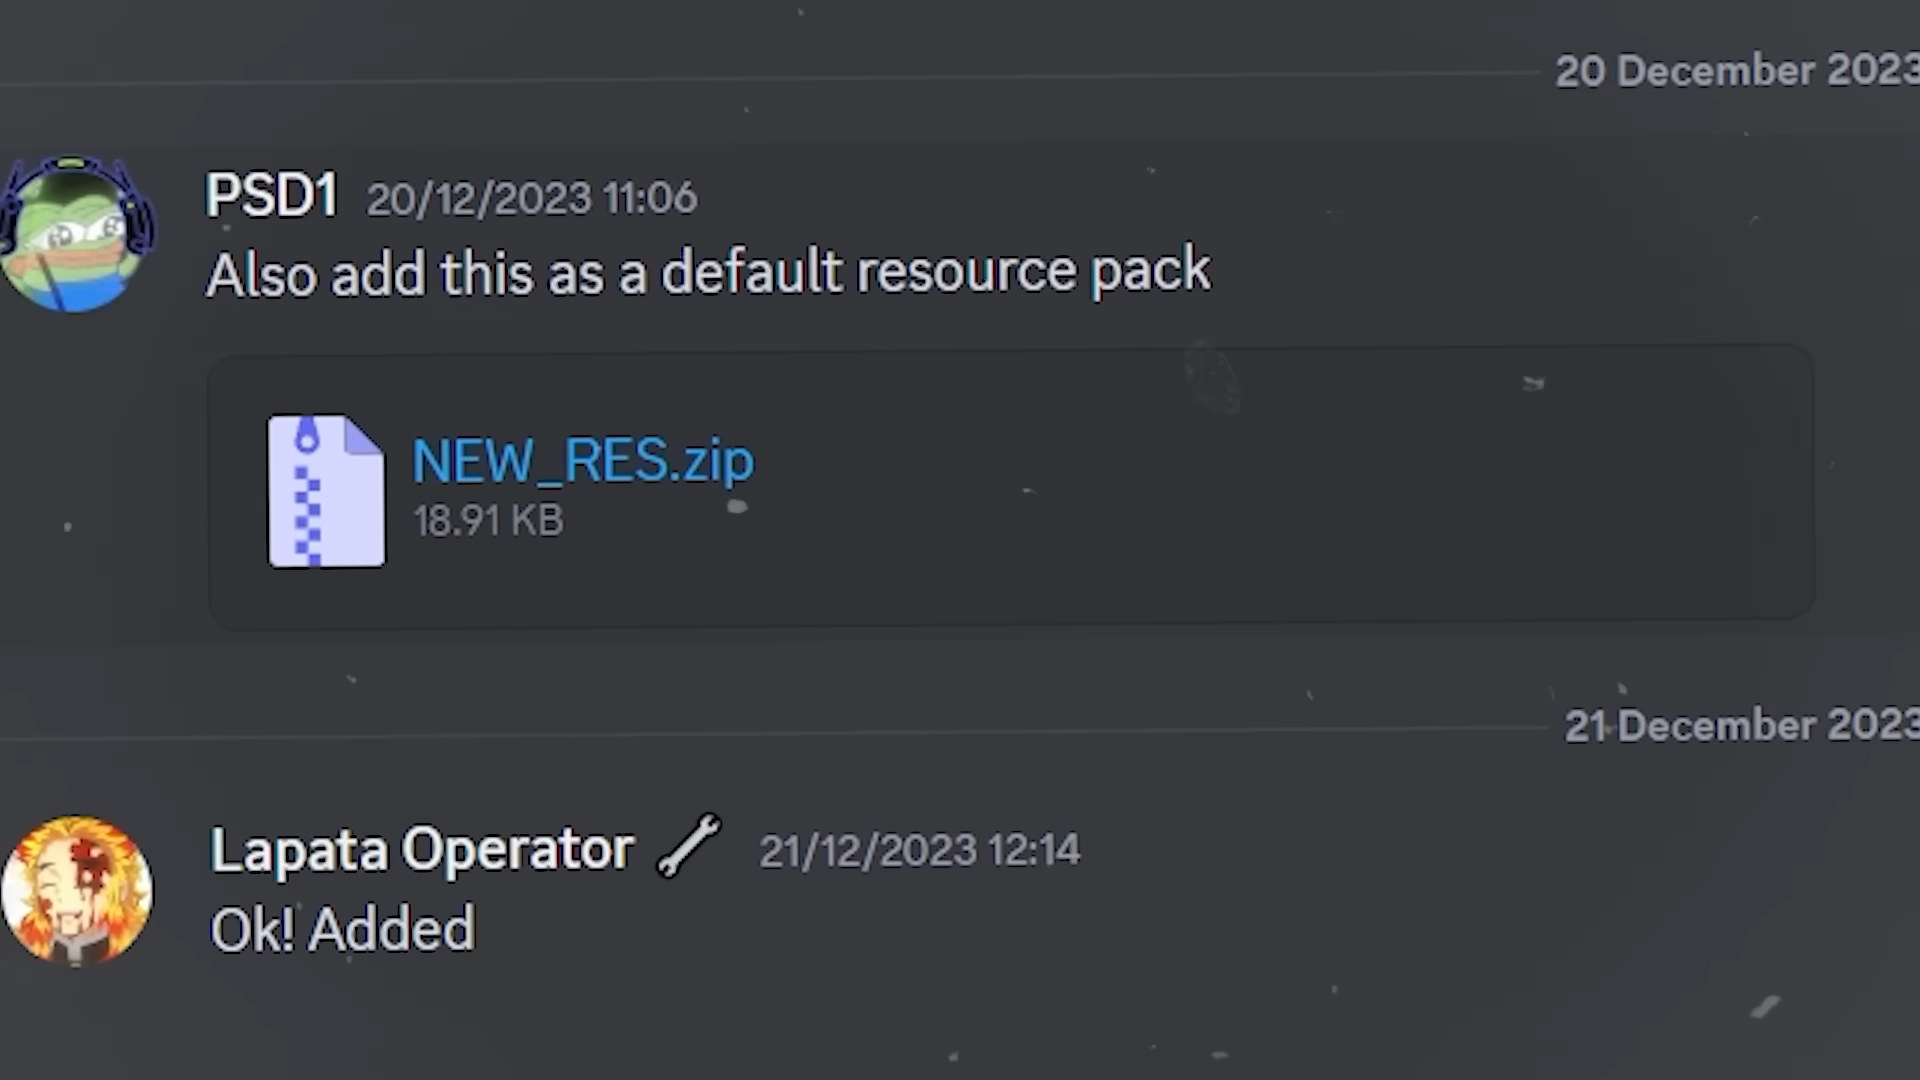 20 December 2023
PSD1 20/12/2023 11:06
Also add this as a default resource pack
NEW_RES.zip
18.91 KB
21 December 2023
Lapata Operator 21/12/2023 12:14
Ok! Added